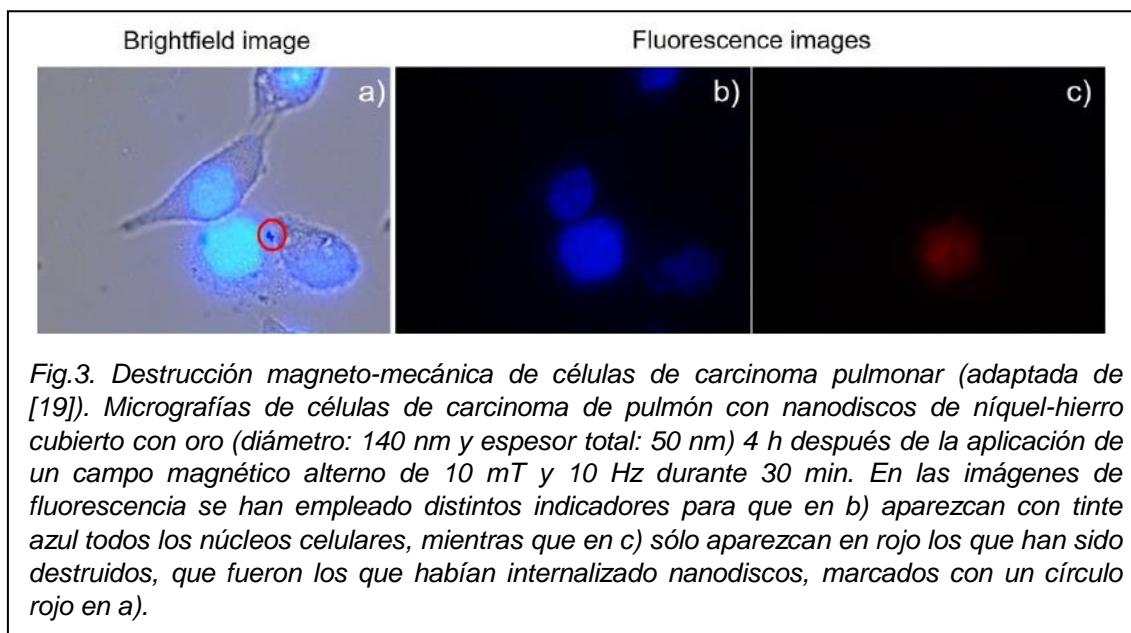 Brightfield image
Fluorescence images
a)
b)
c)
Fig.3. Destrucción magneto-mecánica de células de carcinoma pulmonar (adaptada de
[19]). Micrografías de células de carcinoma de pulmón con nanodiscos de níquel-hierro
cubierto con oro (diámetro: 140 nm y espesor total: 50 nm) 4 h después de la aplicación de
un campo magnético alterno de 10 mT y 10 Hz durante 30 min. En las imágenes de
fluorescencia se han empleado distintos indicadores para que en b) aparezcan con tinte
azul todos los núcleos celulares, mientras que en c) sólo aparezcan en rojo los que han sido
destruidos, que fueron los que habían internalizado nanodiscos, marcados con un círculo
rojo en a).